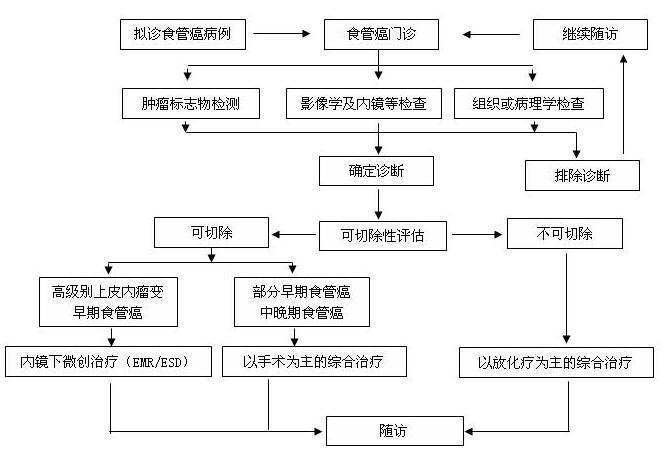 拟诊食管癌病例
食管癌门诊
继续随访
肿瘤标志物检测
影像学及内镜等检查
组织或病理学检查
确定诊断
排除诊断
可切除
可切除性评估
不可切除
高级别上皮内瘤变
早期食管癌
部分早期食管癌
中晚期食管癌
内镜下微创治疗（EMR/ESD）
以手术为主的综合治疗
以放化疗为主的综合治疗
随访